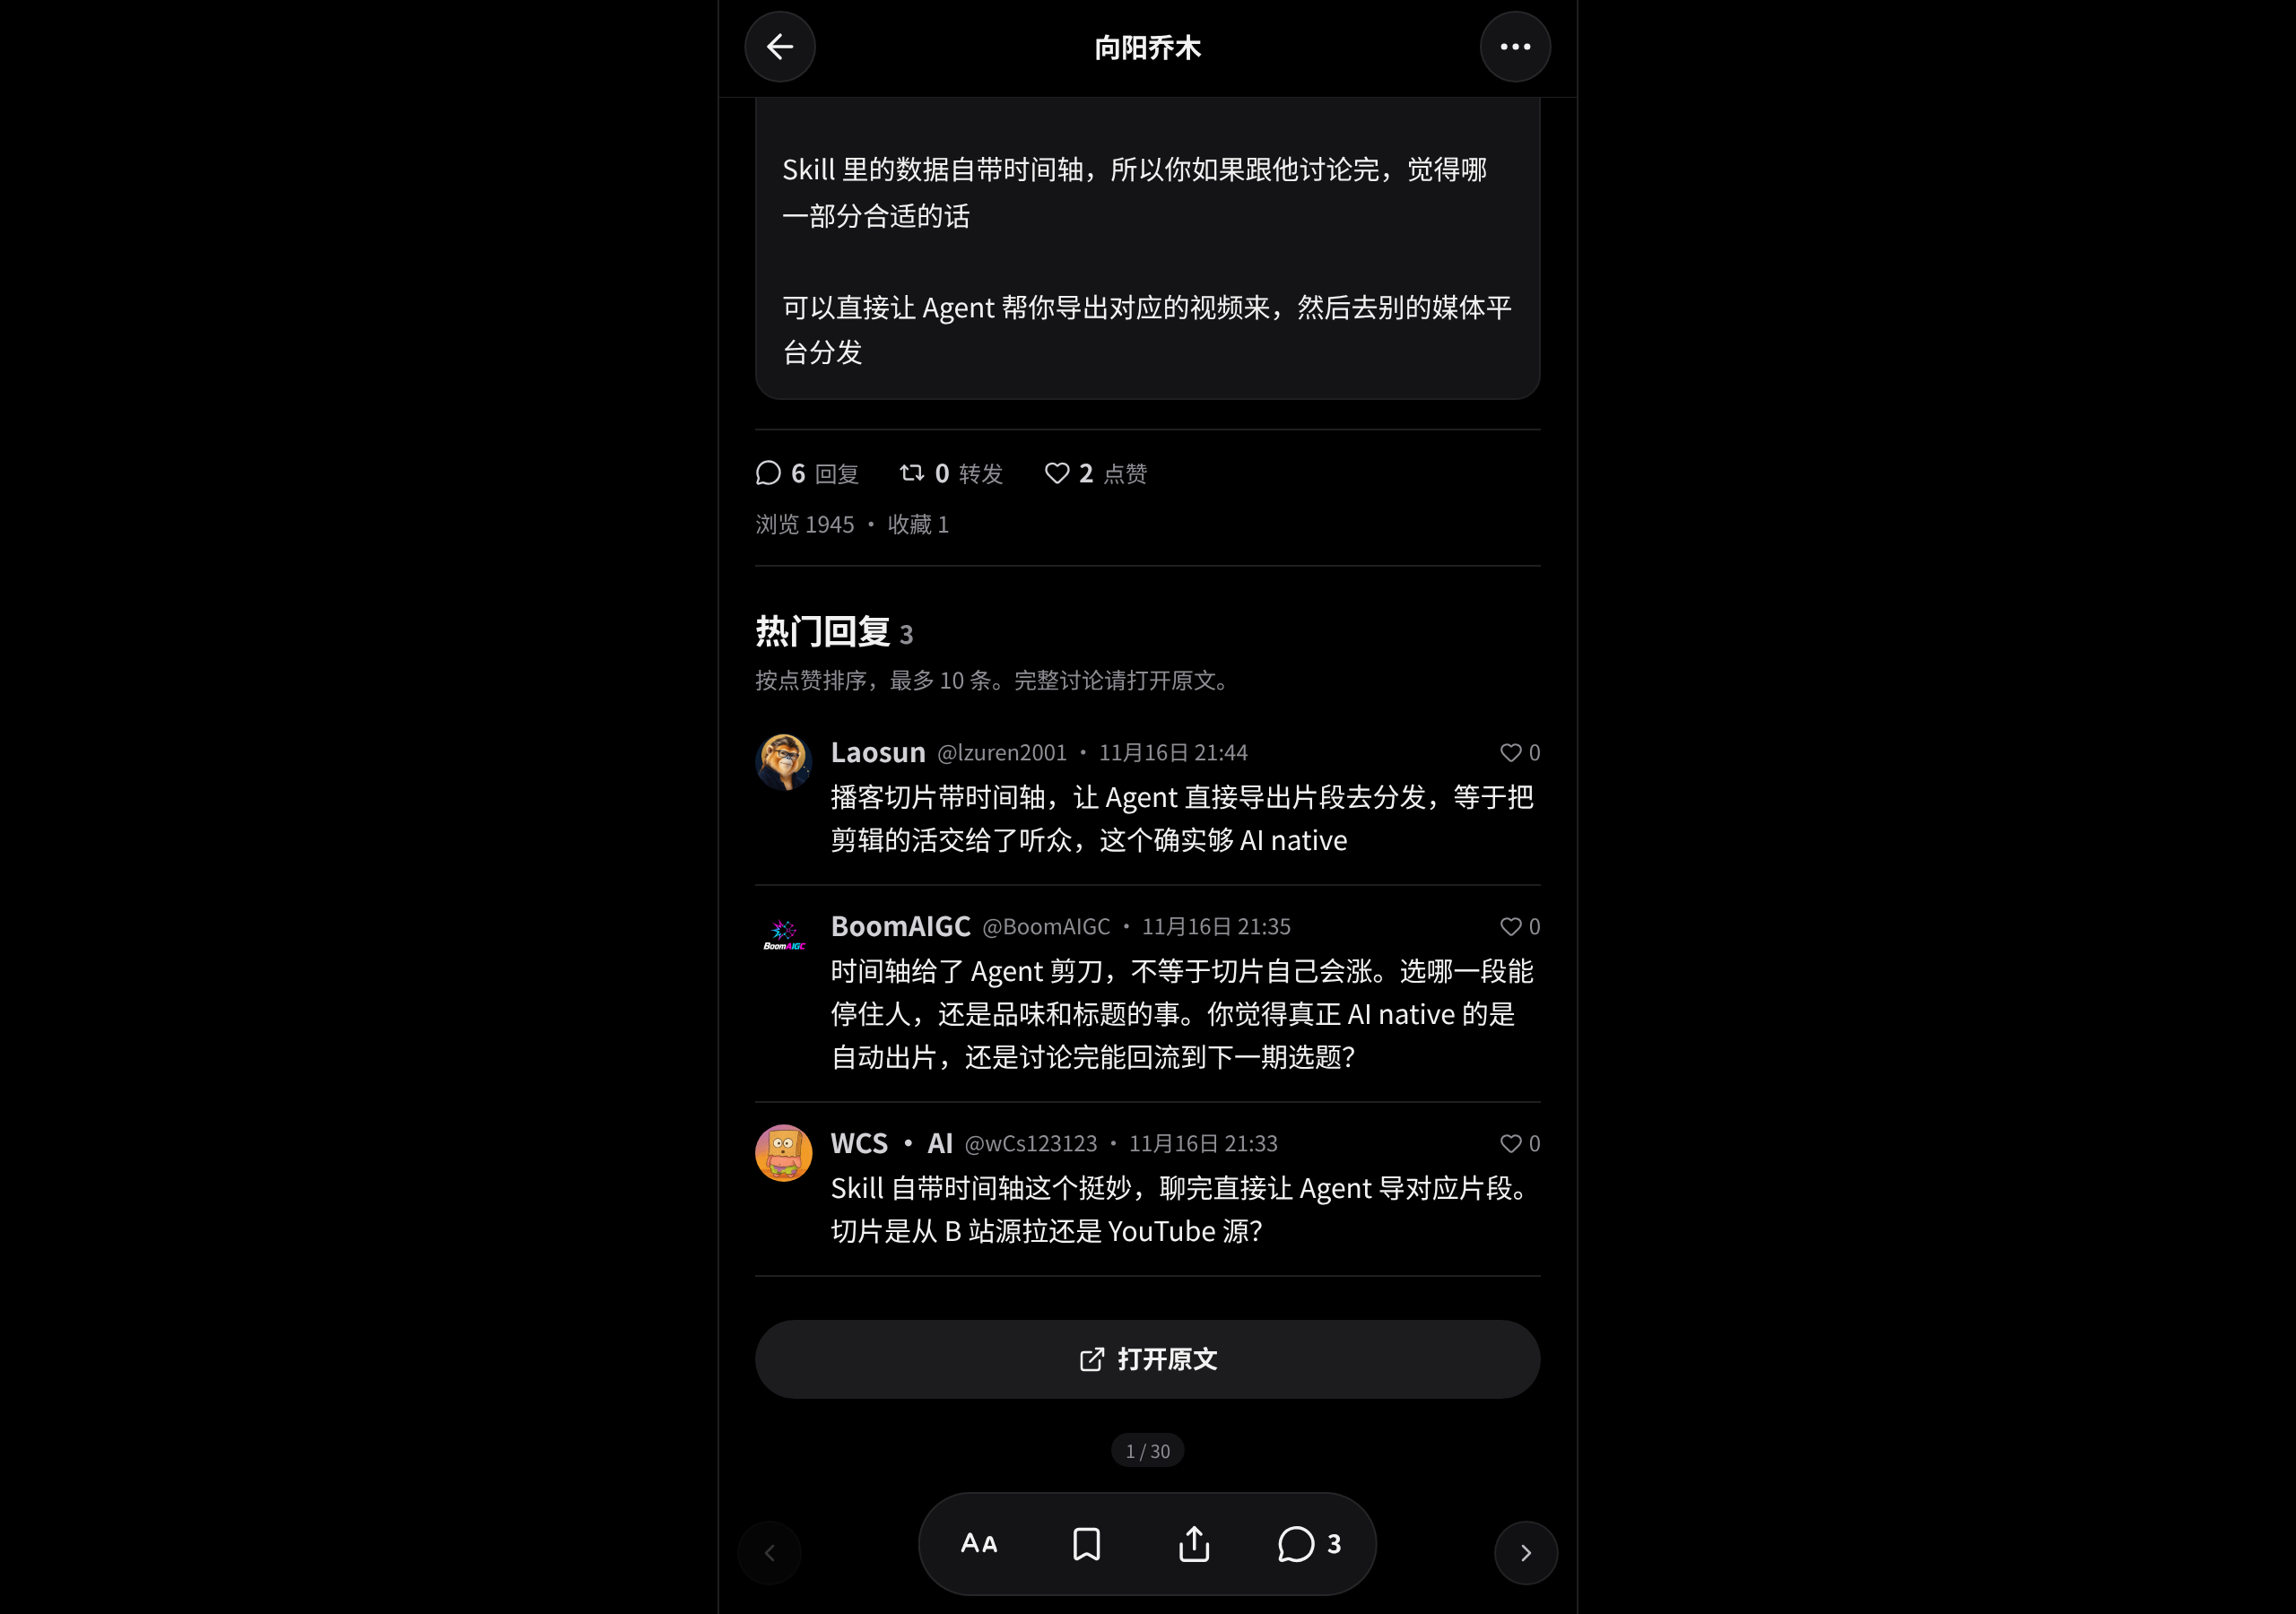 向阳乔木
Skill 里的数据自带时间轴，所以你如果跟他讨论完，觉得哪
一部分合适的话
可以直接让 Agent 帮你导出对应的视频来，然后去别的媒体平
台分发
6 回复 0 转发 2 点赞
浏览 1945 · 收藏 1
热门回复 3
按点赞排序，最多 10 条。完整讨论请打开原文。
Laosun @lzuren2001 · 11月16日 21:44 0
播客切片带时间轴，让 Agent 直接导出片段去分发，等于把
剪辑的活交给了听众，这个确实够 AI native
BoomAIGC
BoomAIGC @BoomAIGC · 11月16日 21:35 0
时间轴给了 Agent 剪刀，不等于切片自己会涨。选哪一段能
停住人，还是品味和标题的事。你觉得真正 AI native 的是
自动出片，还是讨论完能回流到下一期选题？
WCS · AI @wCs123123 · 11月16日 21:33 0
Skill 自带时间轴这个挺妙，聊完直接让 Agent 导对应片段。
切片是从 B 站源拉还是 YouTube 源？
打开原文
1 / 30
AA 3